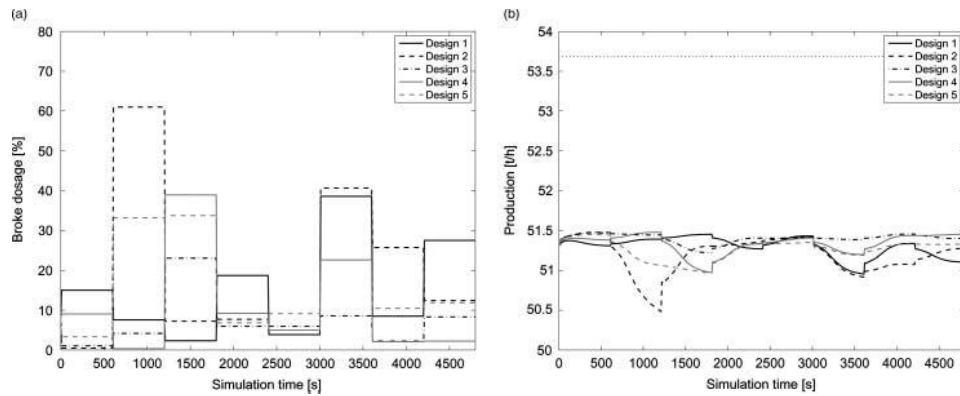 (a)
80
70
60
50
40
30
20
10
0
Broke dosage [%]
0 500 1000 1500 2000 2500 3000 3500 4000 4500
Simulation time [s]
Design 1
Design 2
Design 3
Design 4
Design 5
(b)
54
53.5
53
52.5
52
51.5
51
50.5
50
Production [t/h]
0 500 1000 1500 2000 2500 3000 3500 4000 4500
Simulation time [s]
Design 1
Design 2
Design 3
Design 4
Design 5